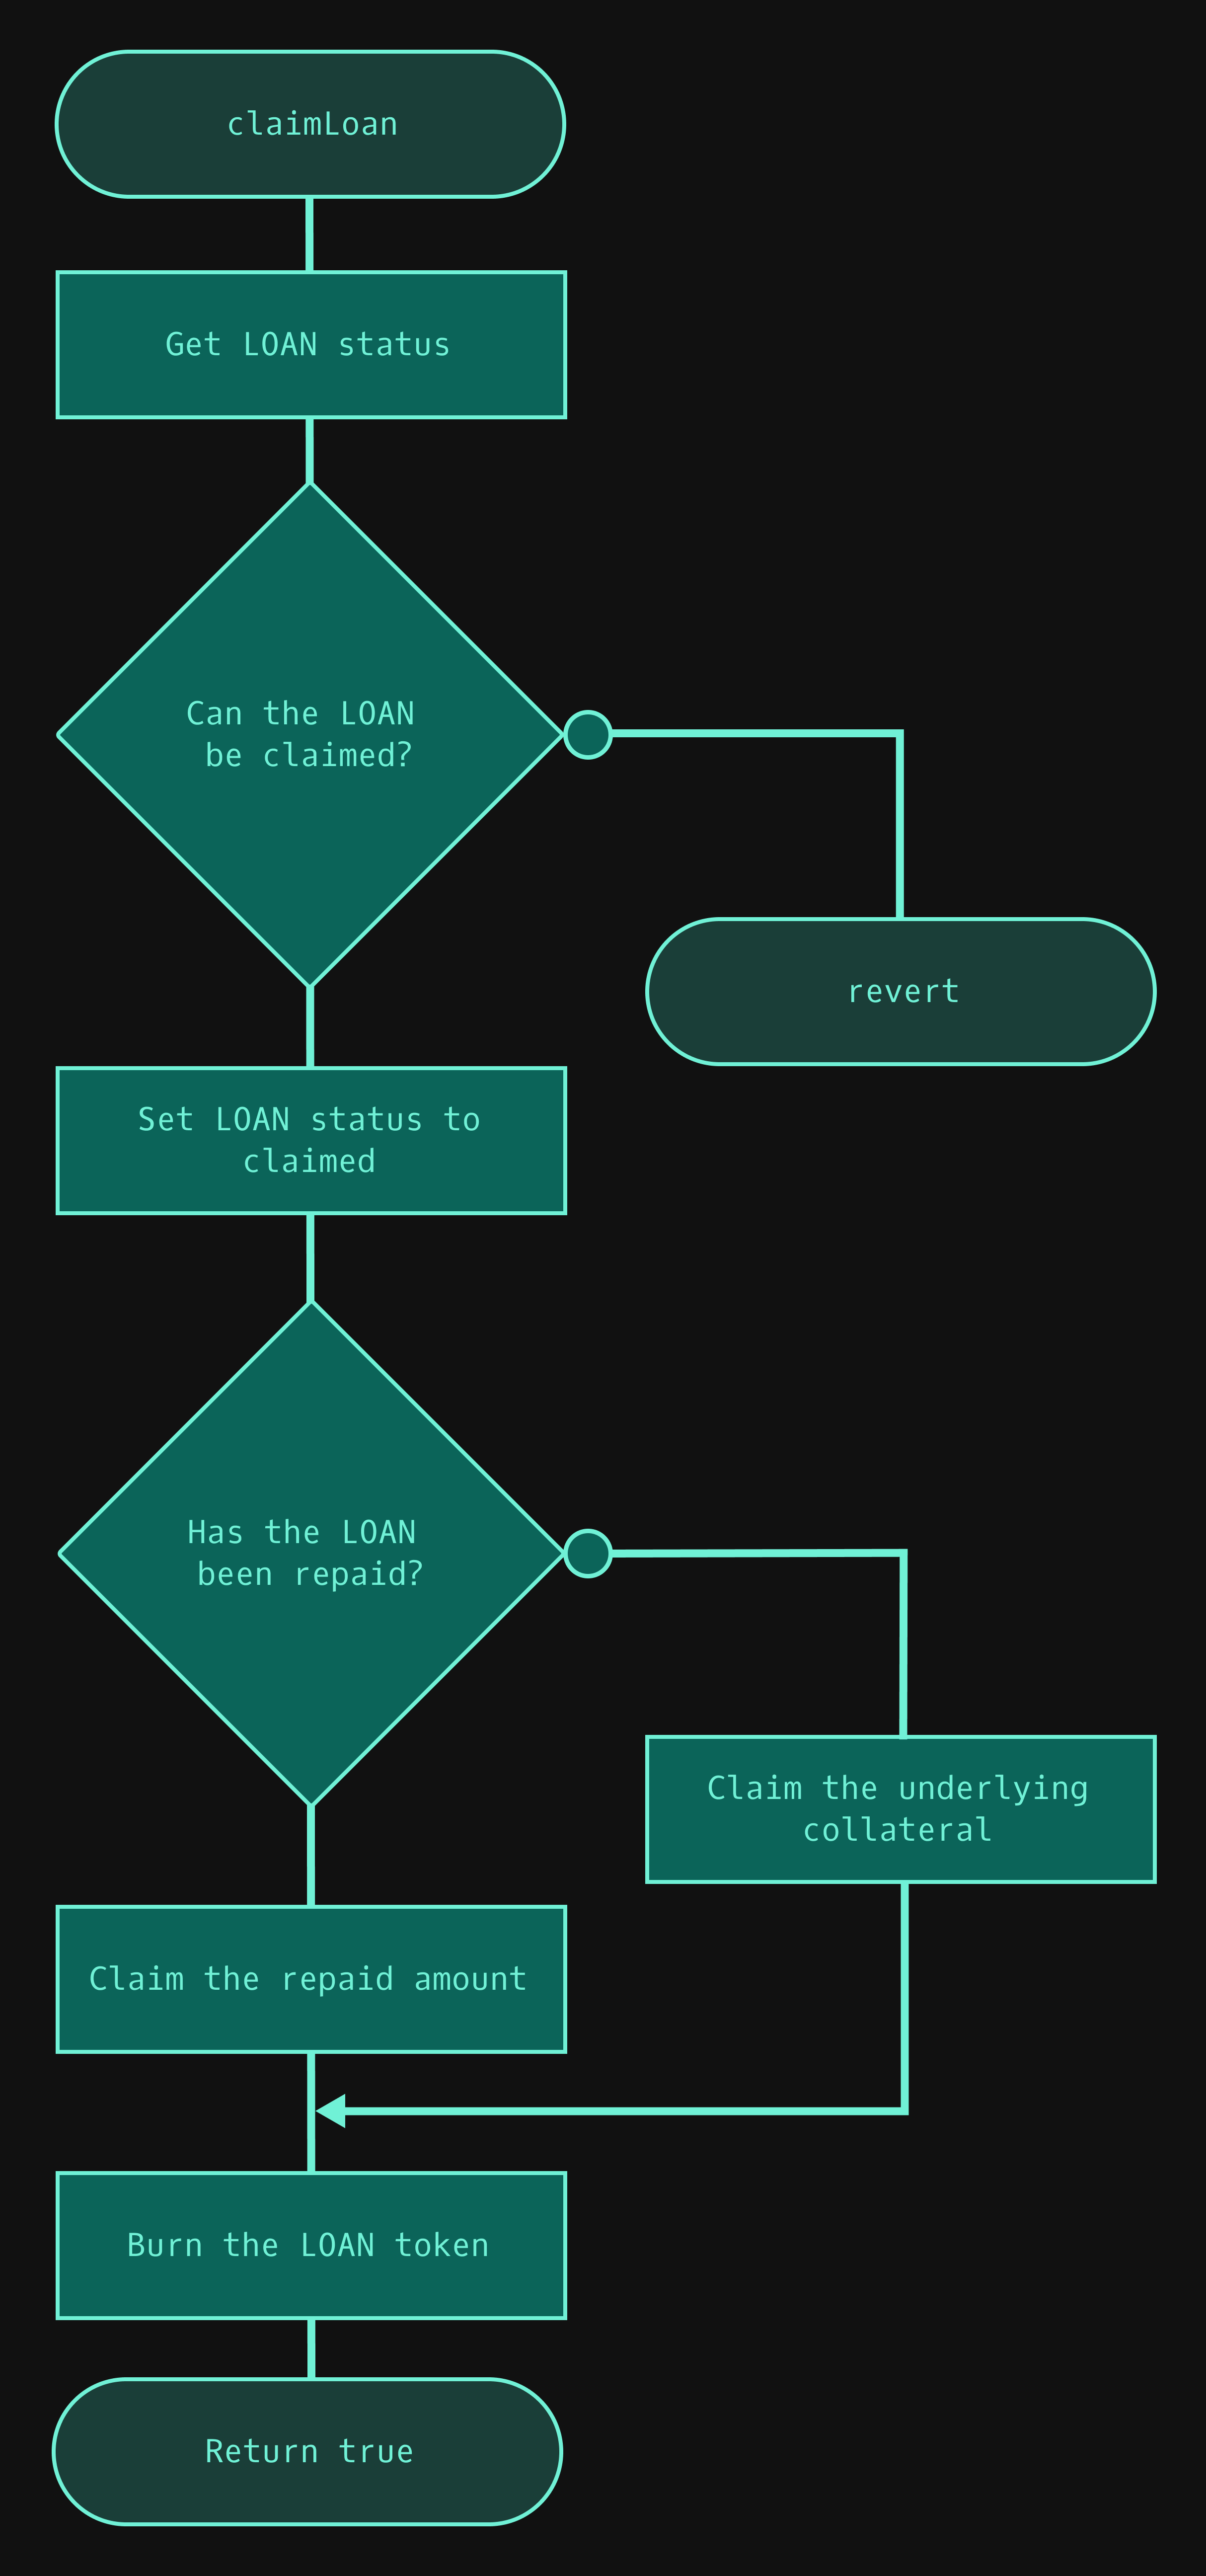 claimLoan
Get LOAN status
Can the LOAN
be claimed?
revert
Set LOAN status to
claimed
Has the LOAN
been repaid?
Claim the underlying
collateral
Claim the repaid amount
Burn the LOAN token
Return true